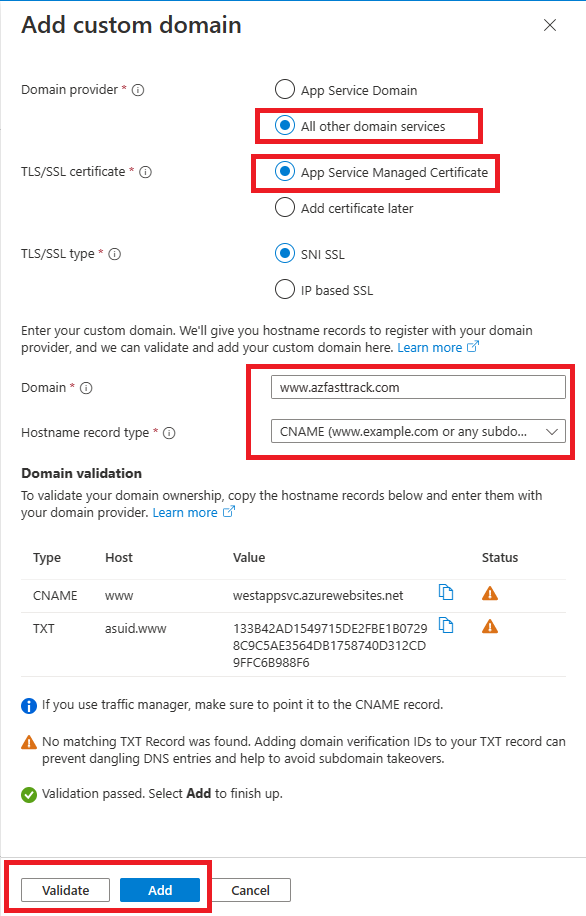 Add custom domain
Domain provider *
App Service Domain
All other domain services
TLS/SSL certificate *
App Service Managed Certificate
Add certificate later
TLS/SSL type *
SNI SSL
IP based SSL
Enter your custom domain. We'll give you hostname records to register with your domain
provider, and we can validate and add your custom domain here. Learn more
Domain *
www.azfasttrack.com
Hostname record type *
CNAME (www.example.com or any subdo...
Domain validation
To validate your domain ownership, copy the hostname records below and enter them with
your domain provider. Learn more
Type Host Value Status
CNAME www westappsvc.azurewebsites.net
TXT asuid.www 133B42AD1549715DE2FBE1B0729
8C9C5AE3564DB1758740D312CD
9FFC6B988F6
If you use traffic manager, make sure to point it to the CNAME record.
No matching TXT Record was found. Adding domain verification IDs to your TXT record can
prevent dangling DNS entries and help to avoid subdomain takeovers.
Validation passed. Select Add to finish up.
Validate Add Cancel